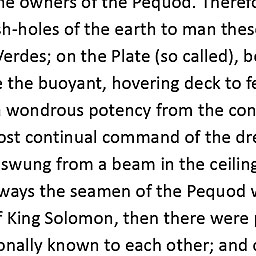 he owners of the Pequod. Therefo
sh-holes of the earth to man thes
Verdes; on the Plate (so called), b
the buoyant, hovering deck to fe
wondrous potency from the con
ost continual command of the dre
swung from a beam in the ceiling
ways the seamen of the Pequod
King Solomon, then there were
onally known to each other; and